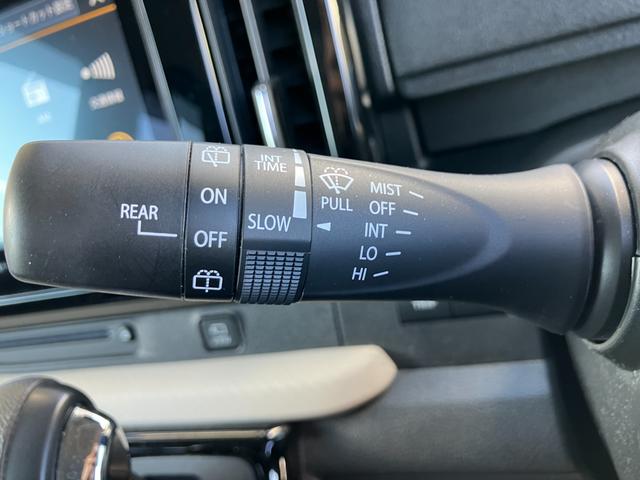 REAR
ON
OFF
INT
TIME
SLOW
PULL
MIST
OFF
INT
LO
HI